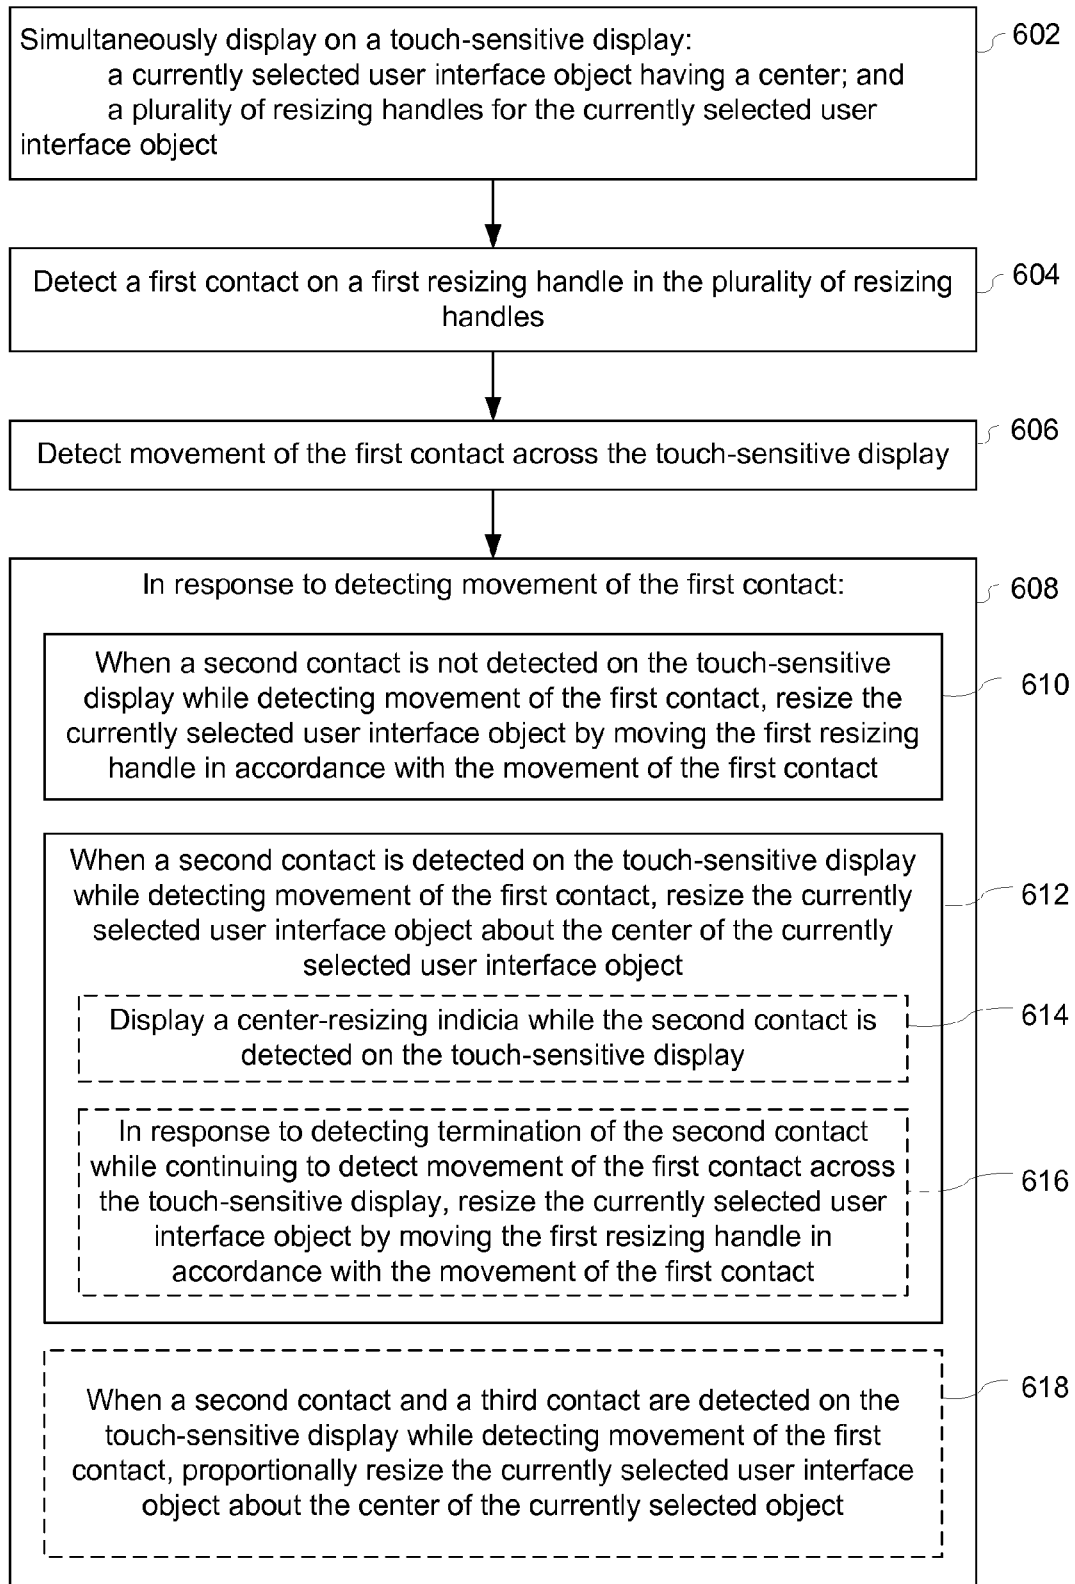 Simultaneously display on a touch-sensitive display:
a currently selected user interface object having a center; and
a plurality of resizing handles for the currently selected user
interface object
602
Detect a first contact on a first resizing handle in the plurality of resizing
handles
604
Detect movement of the first contact across the touch-sensitive display
606
In response to detecting movement of the first contact:
608
When a second contact is not detected on the touch-sensitive
display while detecting movement of the first contact, resize the
currently selected user interface object by moving the first resizing
handle in accordance with the movement of the first contact
610
When a second contact is detected on the touch-sensitive display
while detecting movement of the first contact, resize the currently
selected user interface object about the center of the currently
selected user interface object
612
Display a center-resizing indicia while the second contact is
detected on the touch-sensitive display
614
In response to detecting termination of the second contact
while continuing to detect movement of the first contact across
the touch-sensitive display, resize the currently selected user
interface object by moving the first resizing handle in
accordance with the movement of the first contact
616
When a second contact and a third contact are detected on the
touch-sensitive display while detecting movement of the first
contact, proportionally resize the currently selected user interface
object about the center of the currently selected object
618